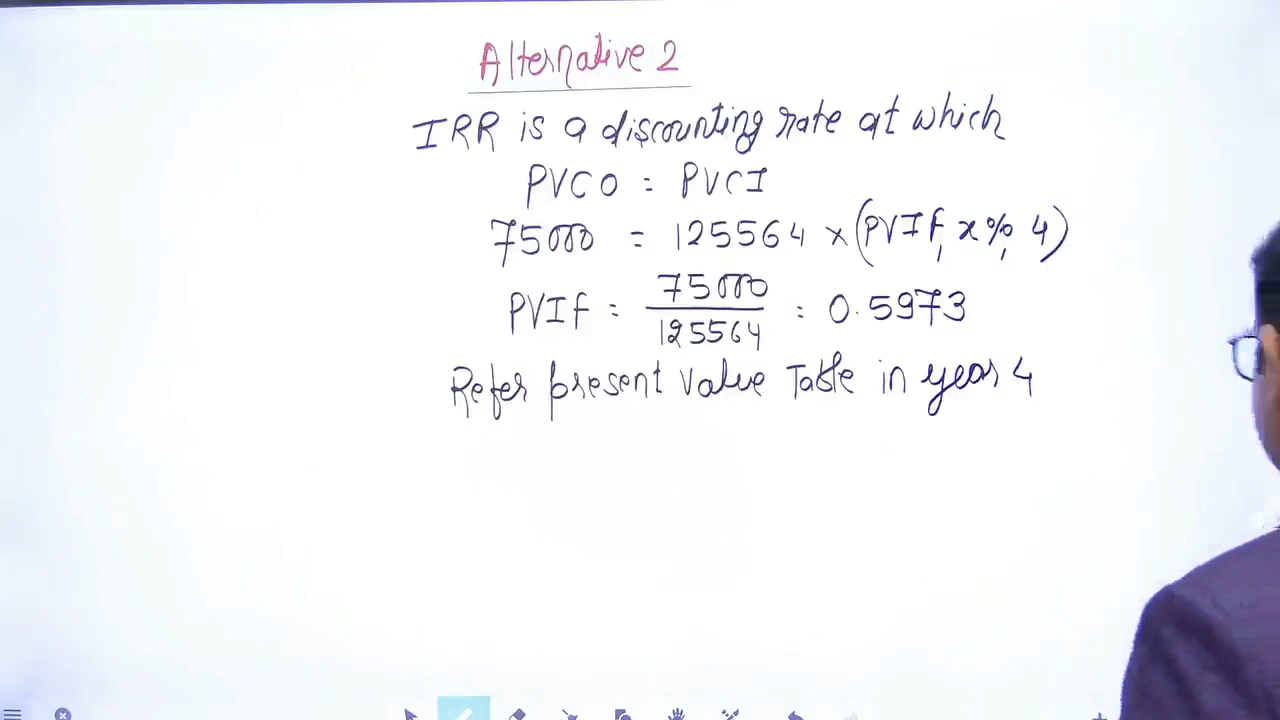 Alternative 2
IRR is a discounting rate at which
PVCO = PVCI
75000 = 125564 × (PVIF, x%, 4)
PVIF = 75000/125564 = 0.5973
Refer present value Table in year 4